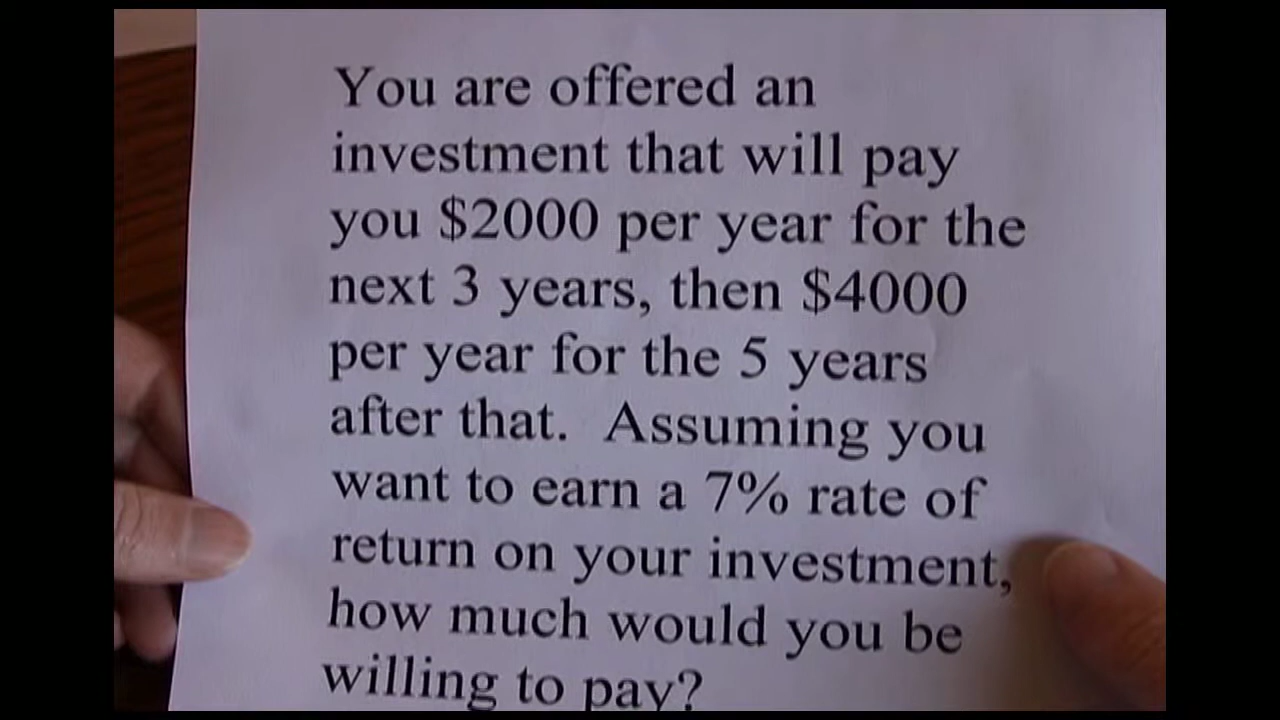 You are offered an
investment that will pay
you $2000 per year for the
next 3 years, then $4000
per year for the 5 years
after that.  Assuming you
want to earn a 7% rate of
return on your investment,
how much would you be
willing to pay?